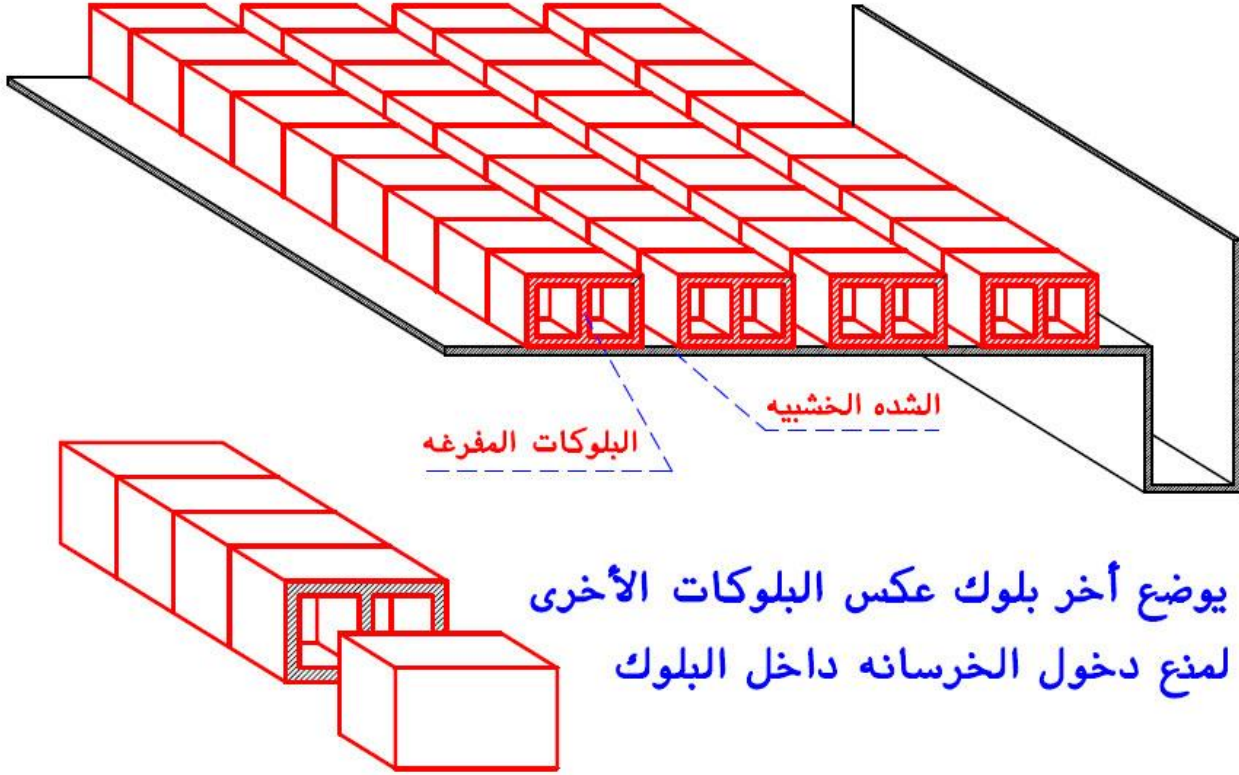 الشده الخشبيه
البلوكات المفرغه
يوضع أخر بلوك عكس البلوكات الأخرى
لمنع دخول الخرسانه داخل البلوك